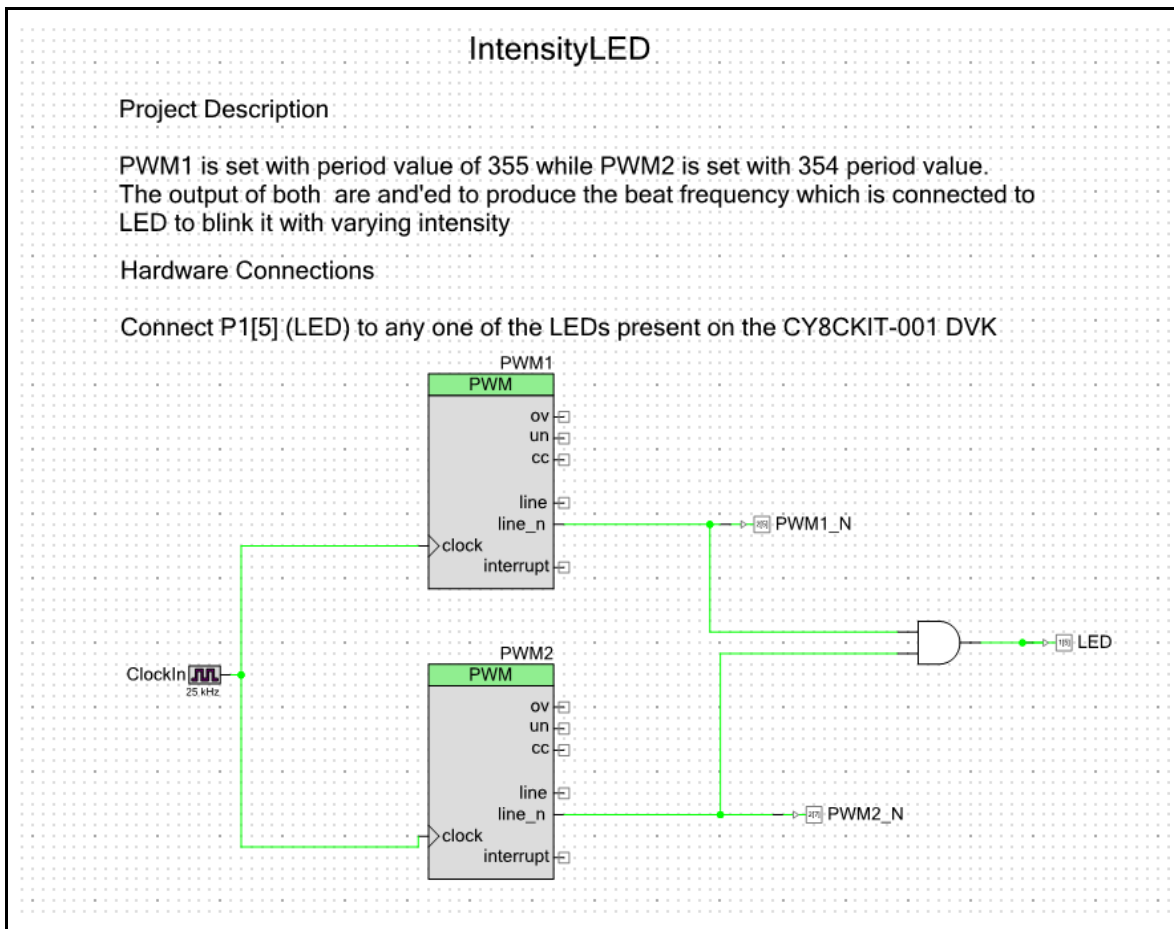 IntensityLED
Project Description
PWM1 is set with period value of 355 while PWM2 is set with 354 period value.
The output of both are and'ed to produce the beat frequency which is connected to
LED to blink it with varying intensity
Hardware Connections
Connect P1[5] (LED) to any one of the LEDs present on the CY8CKIT-001 DVK
PWM1
PWM
ov
un
cc
line
line_n
PWM1_N
clock
interrupt
1[5] LED
PWM2
ClockIn
25 kHz
PWM
ov
un
cc
line
line_n
PWM2_N
clock
interrupt